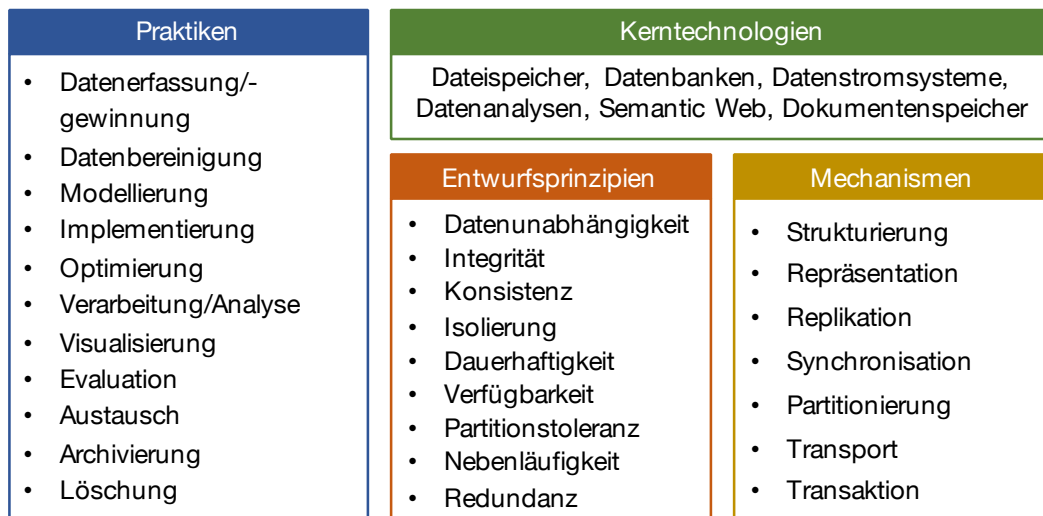 Praktiken
• Datenerfassung/-
gewinnung
• Datenbereinigung
• Modellierung
• Implementierung
• Optimierung
• Verarbeitung/Analyse
• Visualisierung
• Evaluation
• Austausch
• Archivierung
• Löschung
Kerntechnologien
Dateispeicher, Datenbanken, Datenstromsysteme,
Datenanalysen, Semantic Web, Dokumentenspeicher
Entwurfsprinzipien
• Datenunabhängigkeit
• Integrität
• Konsistenz
• Isolierung
• Dauerhaftigkeit
• Verfügbarkeit
• Partitionstoleranz
• Nebenläufigkeit
• Redundanz
Mechanismen
• Strukturierung
• Repräsentation
• Replikation
• Synchronisation
• Partitionierung
• Transport
• Transaktion